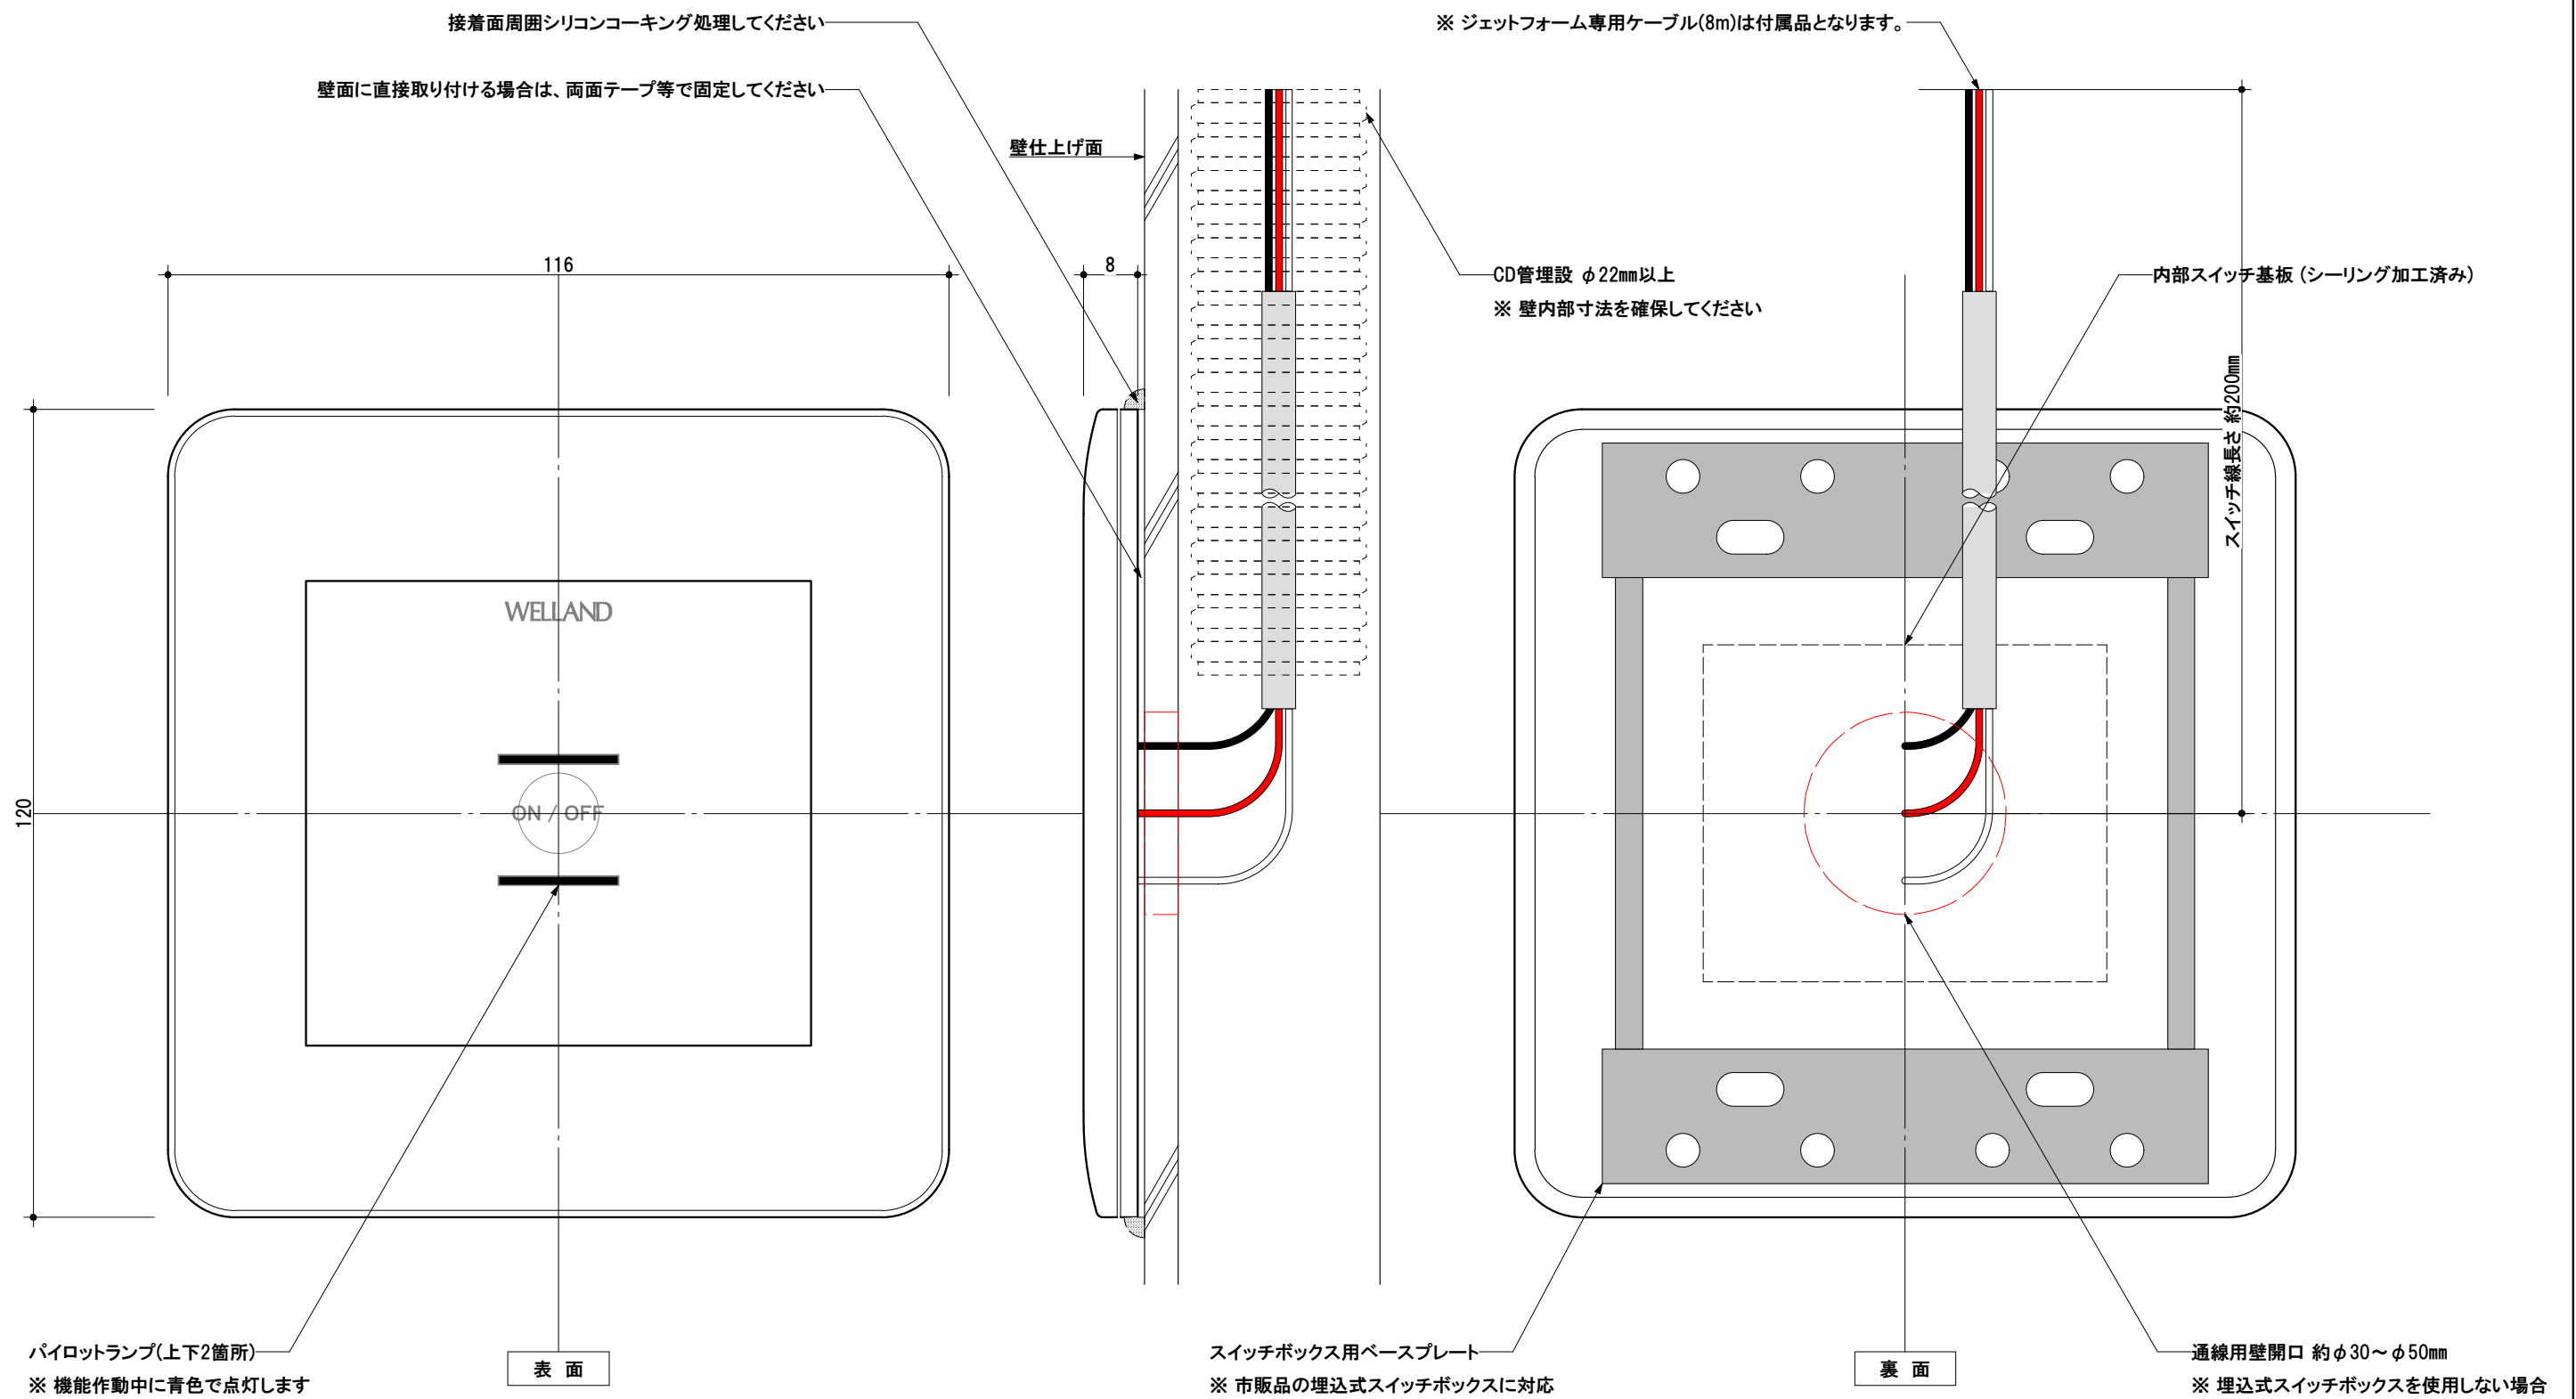 接着面周囲シリコンコーキング処理してください
※ ジェットフォーム専用ケーブル(8m)は付属品となります。
壁面に直接取り付ける場合は、両面テープ等で固定してください
壁仕上げ面
116
8
CD管埋設 φ22mm以上
※ 壁内部寸法を確保してください
内部スイッチ基板 (シーリング加工済み)
スイッチ線長さ 約200mm
WELLAND
120
ON / OFF
パイロットランプ(上下2箇所)
※ 機能作動中に青色で点灯します
表 面
スイッチボックス用ベースプレート
※ 市販品の埋込式スイッチボックスに対応
裏 面
通線用壁開口 約φ30～φ50mm
※ 埋込式スイッチボックスを使用しない場合